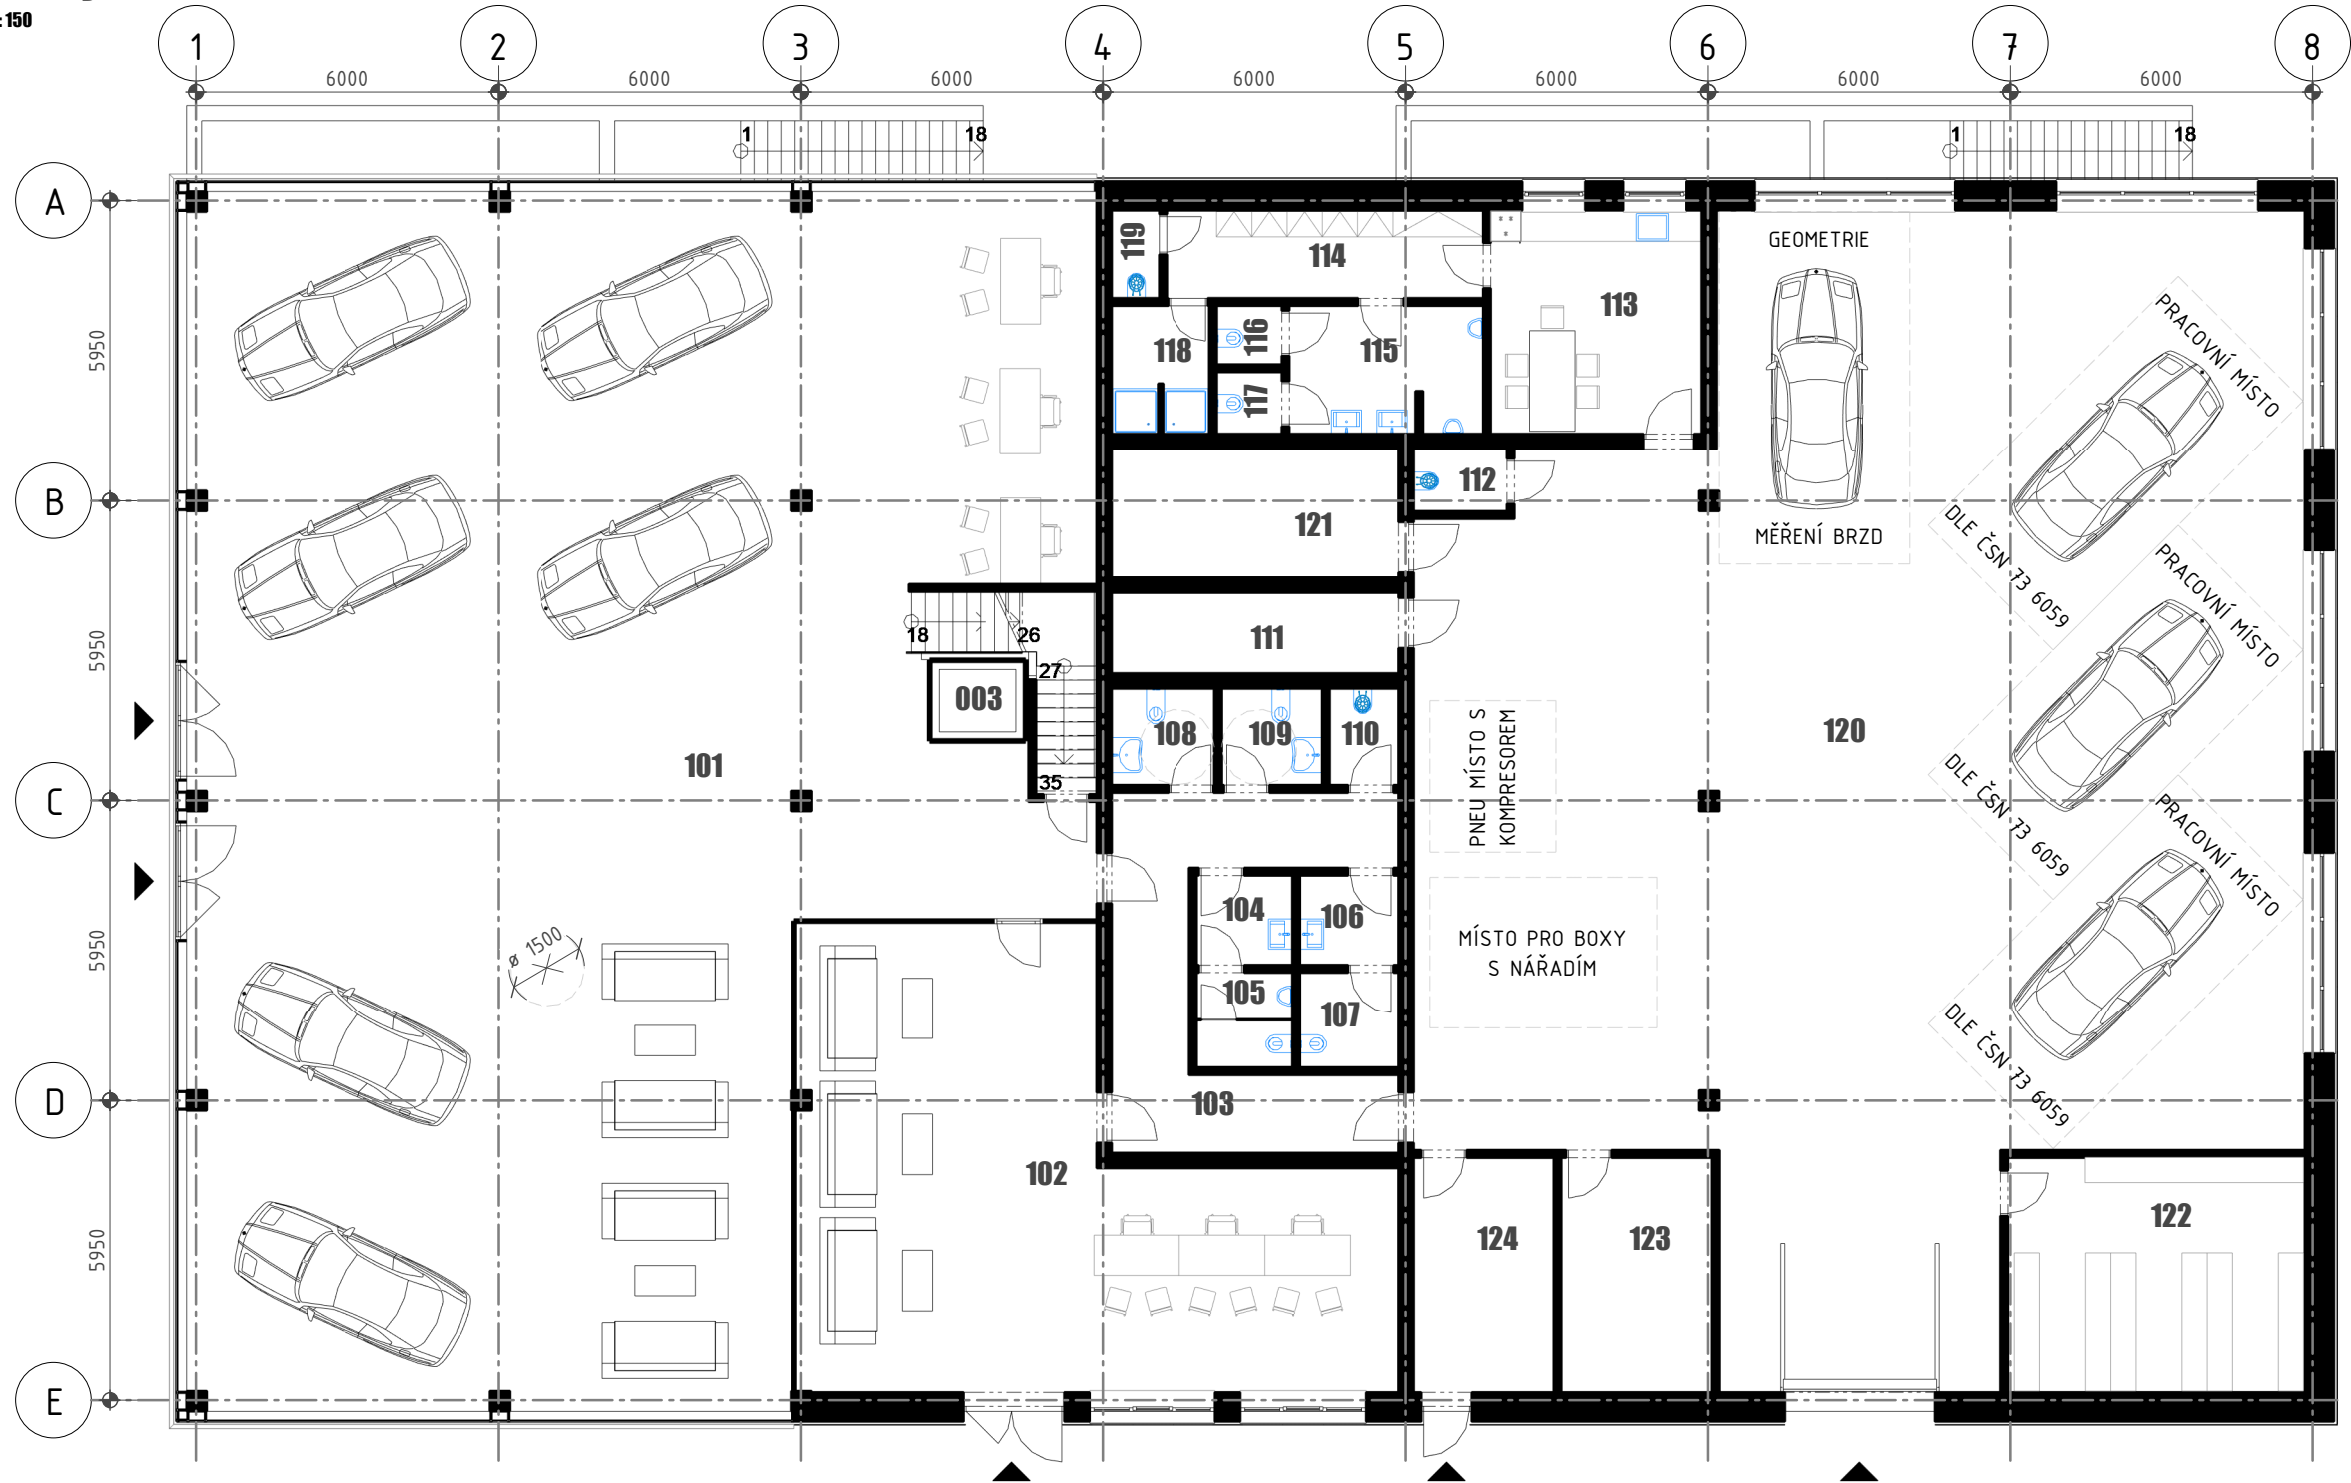 :150
1 2 3 4 5 6 7 8
6000 6000 6000 6000 6000 6000 6000
1 18 1 18
A
B
C
D
E
5950
5950
5950
5950
119
114
113
118
116
115
117
112
121
111
GEOMETRIE
MĚŘENÍ BRZD
PRACOVNÍ MÍSTO
DLE ČSN 73 6059
PRACOVNÍ MÍSTO
DLE ČSN 73 6059
PRACOVNÍ MÍSTO
DLE ČSN 73 6059
18 26
27
35
003
101
108
109
110
120
PNEU MÍSTO S
KOMPRESOREM
104
106
105
107
MÍSTO PRO BOXY
S NÁŘADÍM
ø 1500
103
102
124
123
122